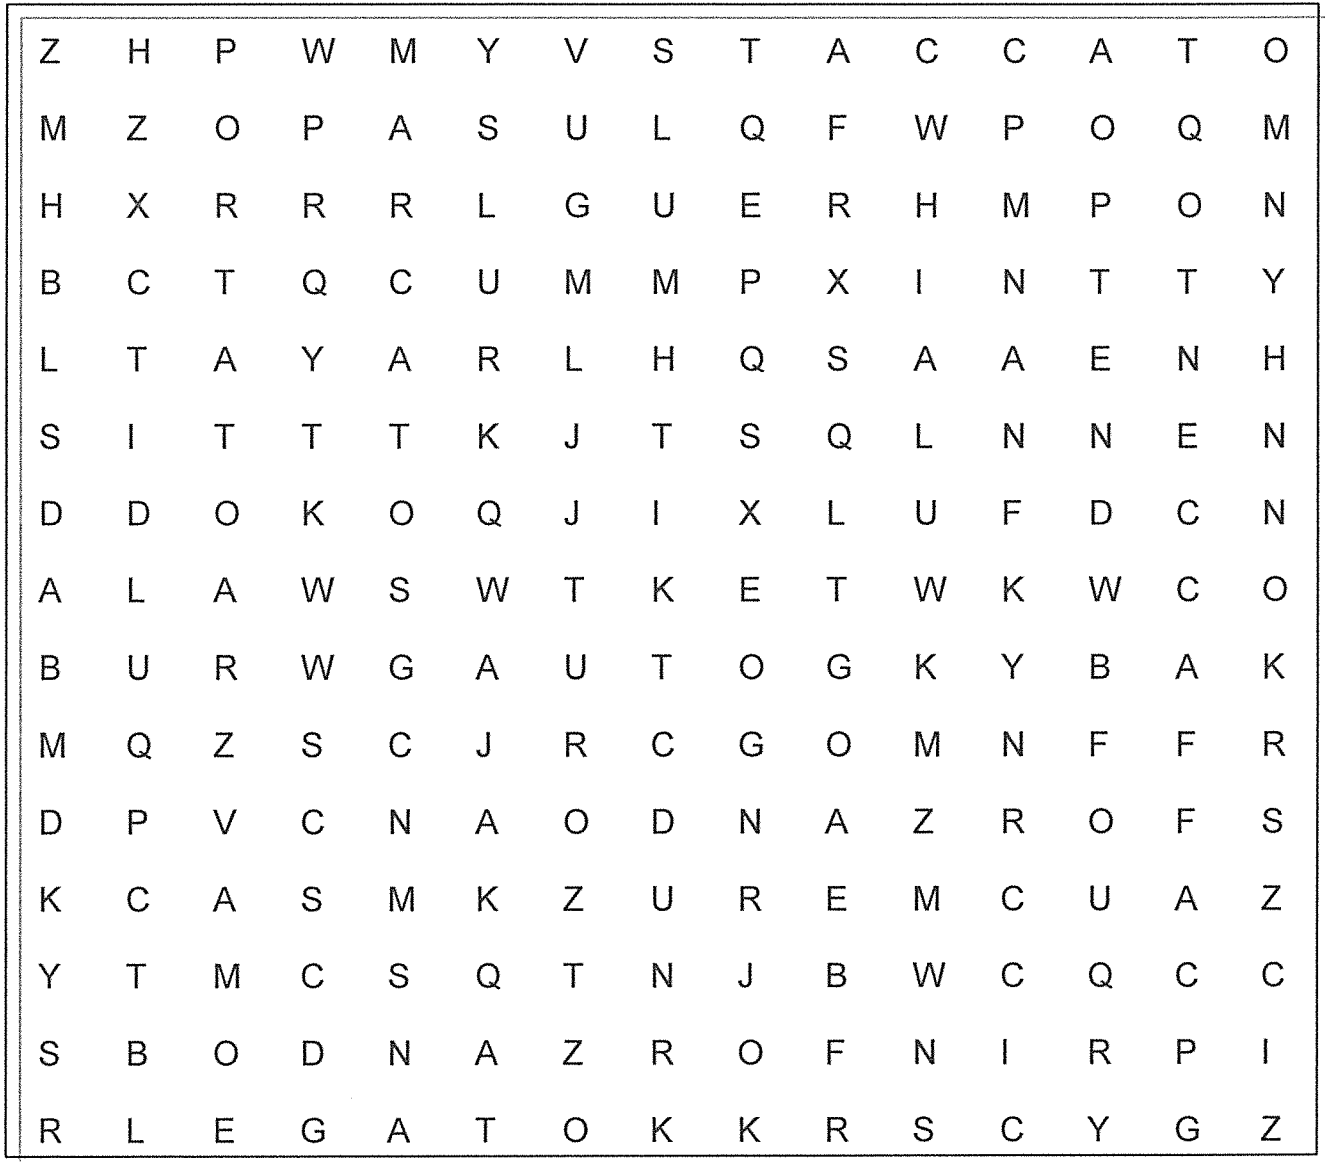 Z H P W M Y V S T A C C A T O
M Z O P A S U L Q F W P O Q M
H X R R R L G U E R H M P O N
B C T Q C U M M P X I N T T Y
L T A Y A R L H Q S A A E N H
S I T T T K J T S Q L N N E N
D D O K O Q J I X L U F D C N
A L A W S W T K E T W K W C O
B U R W G A U T O G K Y B A K
M Q Z S C J R C G O M N F F R
D P V C N A O D N A Z R O F S
K C A S M K Z U R E M C U A Z
Y T M C S Q T N J B W C Q C C
S B O D N A Z R O F N I R P I
R L E G A T O K K R S C Y G Z